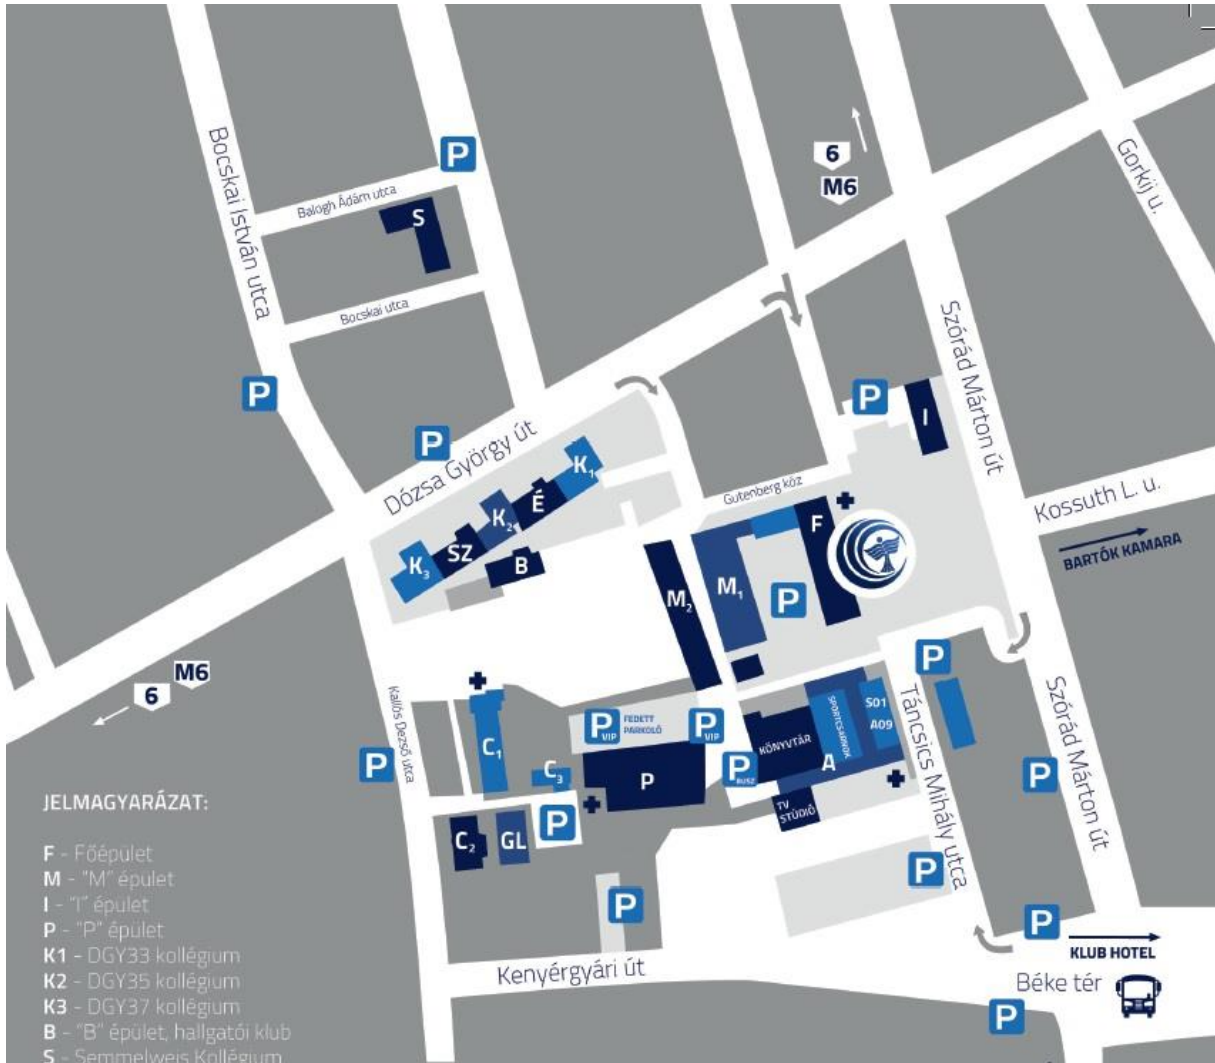 6
M6
P
Bocskai István utca
Balogh Ádám utca
S
Gorkij u.
Bocskai utca
Szórád Márton út
P
P
I
P
Dózsa György út
K1
Gutenberg köz
Kossuth L. u.
É
K2
F
BARTÓK KAMARA
SZ
B
K3
M2
M1
P
M6
6
P
Kallós Dezső utca
S01
A09
Táncsics Mihály utca
Szórád Márton út
P VIP
FEDETT
PARKOLÓ
P VIP
SPORTCSARNOK
KÖNYVTÁR
C1
P
C3
P
P BUSZ
A
P
TV
STÚDIÓ
JELMAGYARÁZAT:
C2
GL
P
F - Főépület
M - "M" épület
P
I - "I" épület
P
P
P - "P" épület
KLUB HOTEL
K1 - DGY33 kollégium
Kenyérgyári út
K2 - DGY35 kollégium
Béke tér
K3 - DGY37 kollégium
P
B - "B" épület, hallgatói klub
S - Semmelweis Kollégium